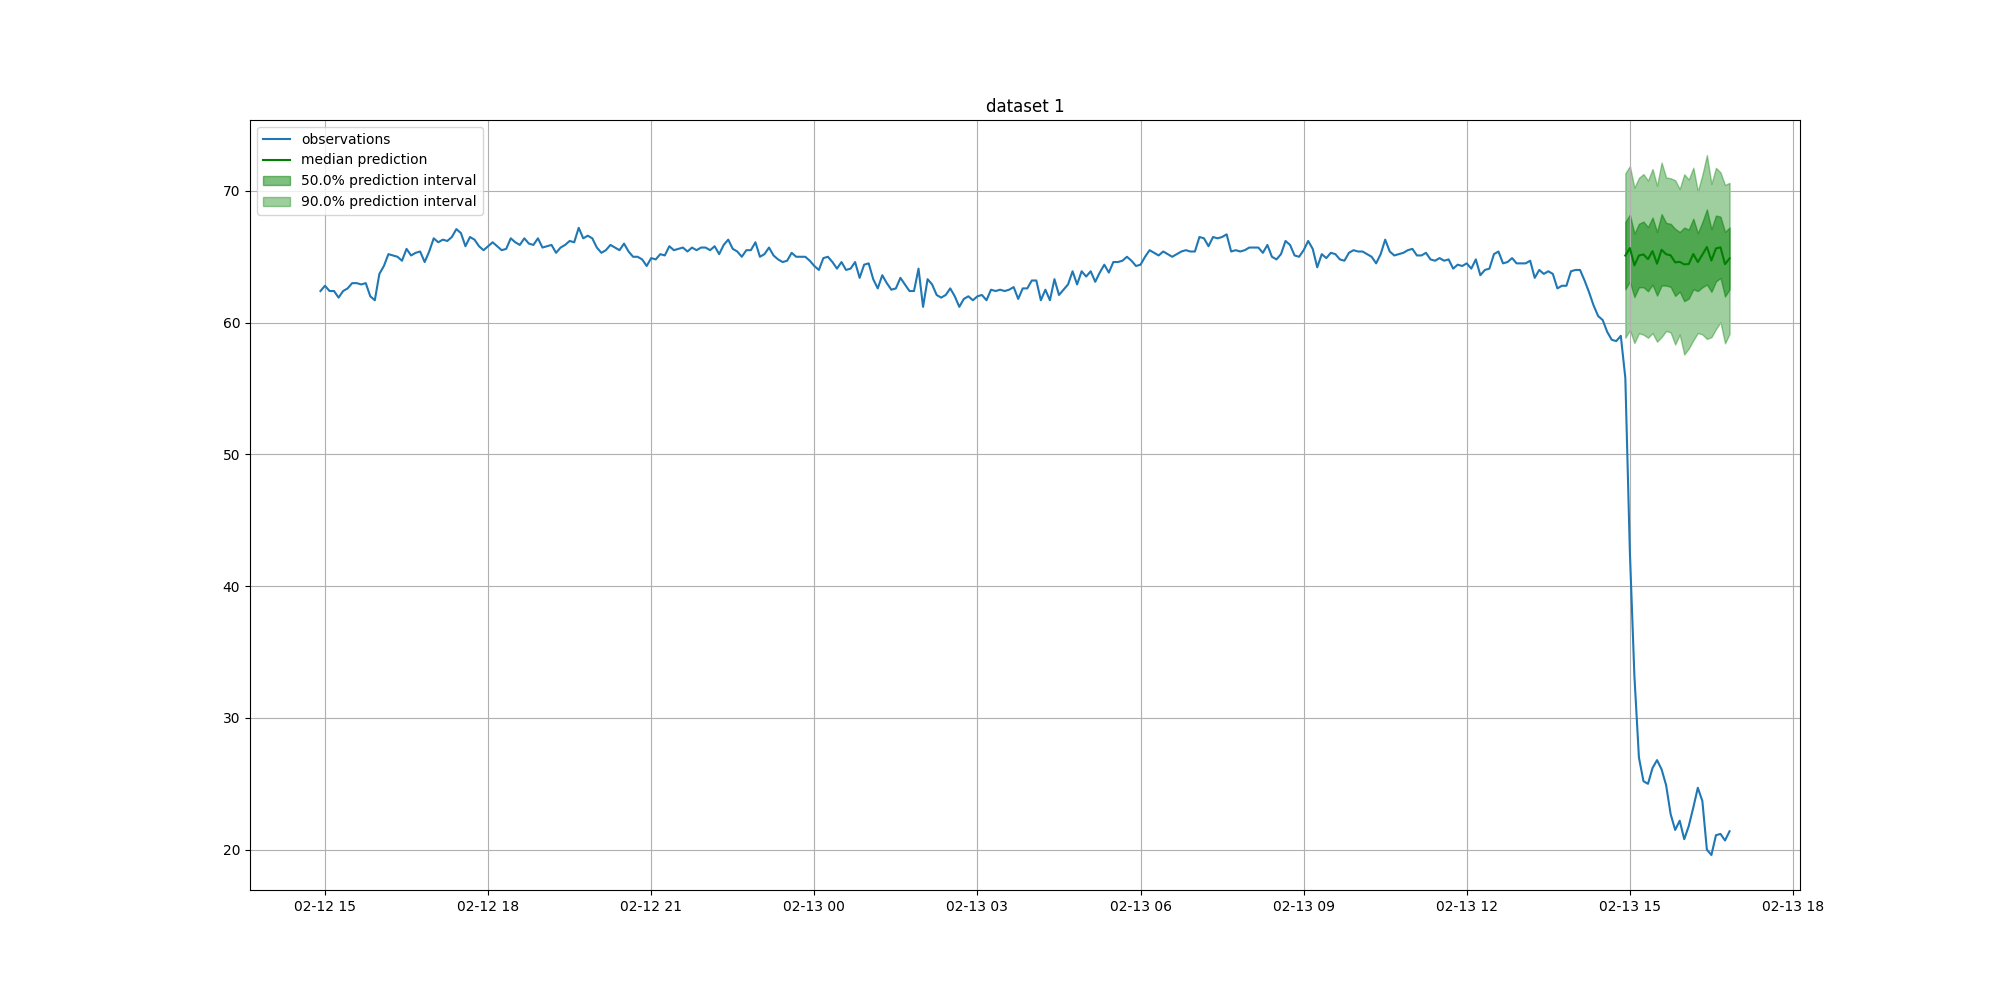 dataset 1
observations
median prediction
50.0% prediction interval
90.0% prediction interval
70
60
50
40
30
20
02-12 15 02-12 18 02-12 21 02-13 00 02-13 03 02-13 06 02-13 09 02-13 12 02-13 15 02-13 18